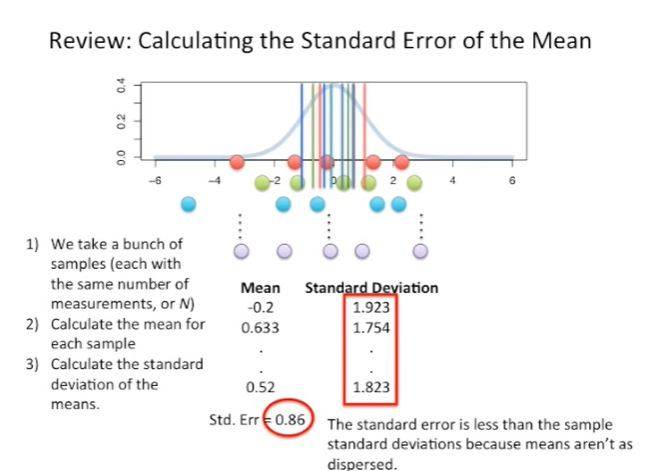 Review: Calculating the Standard Error of the Mean
0.4
0.2
0.0
-6 -4 -2 0 2 4 6
1) We take a bunch of
samples (each with
the same number of
measurements, or N)
2) Calculate the mean for
each sample
3) Calculate the standard
deviation of the
means.
Mean Standard Deviation
-0.2 1.923
0.633 1.754
. .
. .
0.52 1.823
Std. Err = 0.86
The standard error is less than the sample
standard deviations because means aren't as
dispersed.